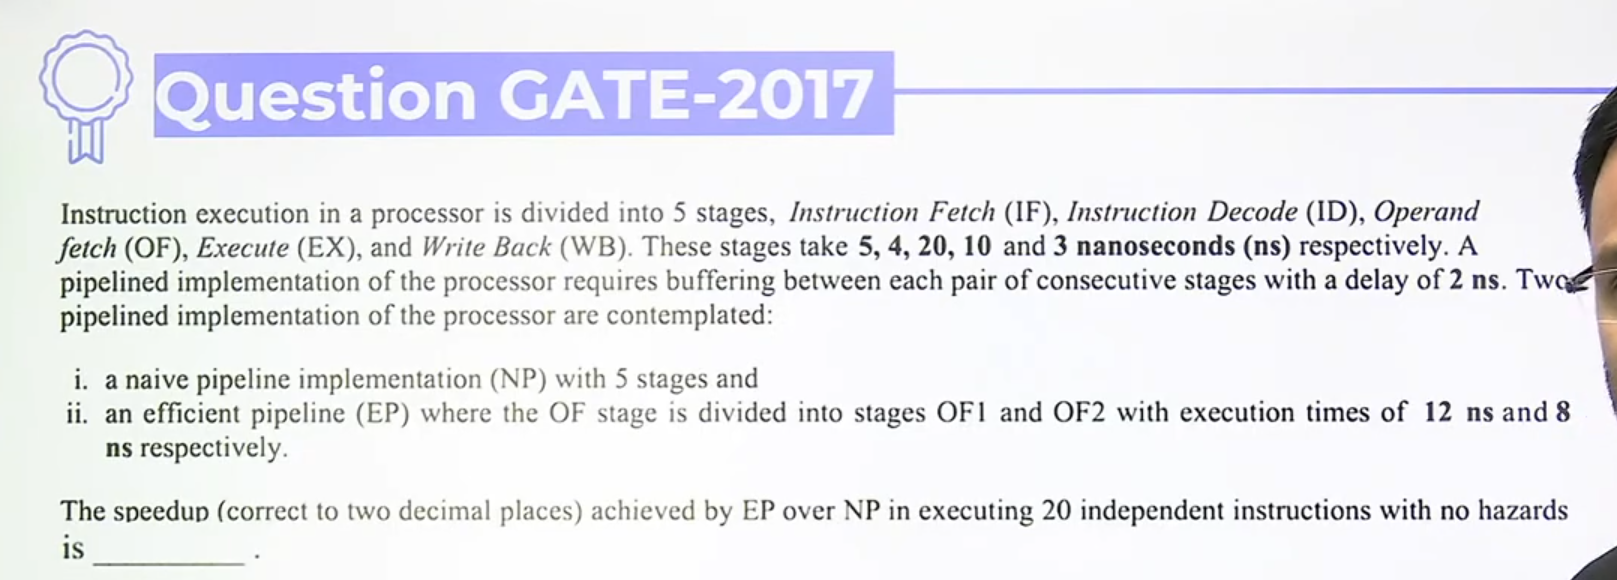 Question GATE-2017
Instruction execution in a processor is divided into 5 stages, Instruction Fetch (IF), Instruction Decode (ID), Operand
fetch (OF), Execute (EX), and Write Back (WB). These stages take 5, 4, 20, 10 and 3 nanoseconds (ns) respectively. A
pipelined implementation of the processor requires buffering between each pair of consecutive stages with a delay of 2 ns. Two
pipelined implementation of the processor are contemplated:
i. a naive pipeline implementation (NP) with 5 stages and
ii. an efficient pipeline (EP) where the OF stage is divided into stages OF1 and OF2 with execution times of 12 ns and 8
ns respectively.
The speedup (correct to two decimal places) achieved by EP over NP in executing 20 independent instructions with no hazards
is __________ .